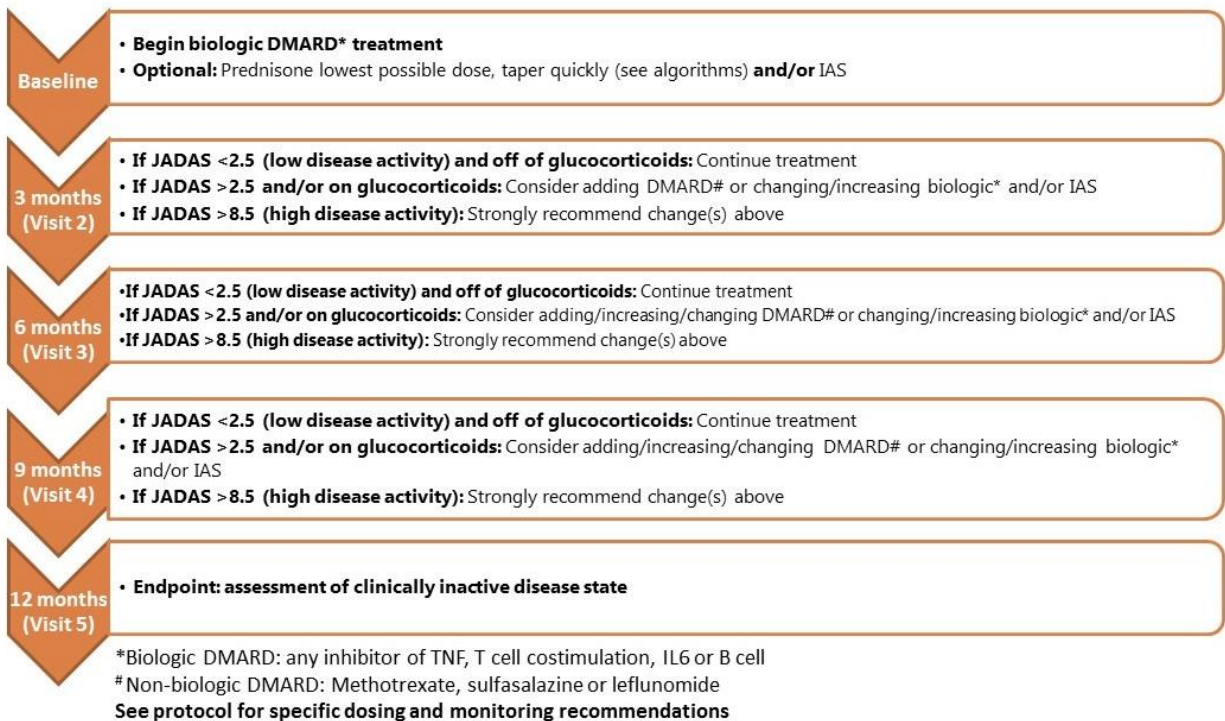 Baseline
• Begin biologic DMARD* treatment
• Optional: Prednisone lowest possible dose, taper quickly (see algorithms) and/or IAS
3 months
(Visit 2)
• If JADAS <2.5 (low disease activity) and off of glucocorticoids: Continue treatment
• If JADAS >2.5 and/or on glucocorticoids: Consider adding DMARD# or changing/increasing biologic* and/or IAS
• If JADAS >8.5 (high disease activity): Strongly recommend change(s) above
6 months
(Visit 3)
•If JADAS <2.5 (low disease activity) and off of glucocorticoids: Continue treatment
•If JADAS >2.5 and/or on glucocorticoids: Consider adding/increasing/changing DMARD# or changing/increasing biologic* and/or IAS
•If JADAS >8.5 (high disease activity): Strongly recommend change(s) above
9 months
(Visit 4)
• If JADAS <2.5 (low disease activity) and off of glucocorticoids: Continue treatment
• If JADAS >2.5 and/or on glucocorticoids: Consider adding/increasing/changing DMARD# or changing/increasing biologic*
and/or IAS
• If JADAS >8.5 (high disease activity): Strongly recommend change(s) above
12 months
(Visit 5)
• Endpoint: assessment of clinically inactive disease state
*Biologic DMARD: any inhibitor of TNF, T cell costimulation, IL6 or B cell
# Non-biologic DMARD: Methotrexate, sulfasalazine or leflunomide
See protocol for specific dosing and monitoring recommendations